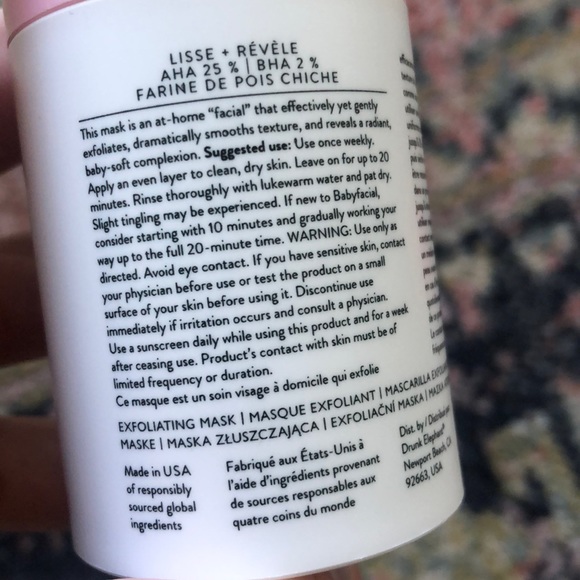 LISSE + RÉVÈLE
AHA 25 % | BHA 2 %
FARINE DE POIS CHICHE
This mask is an at-home “facial” that effectively yet gently
exfoliates, dramatically smooths texture, and reveals a radiant,
baby-soft complexion. Suggested use: Use once weekly.
Apply an even layer to clean, dry skin. Leave on for up to 20
minutes. Rinse thoroughly with lukewarm water and pat dry.
Slight tingling may be experienced. If new to Babyfacial,
consider starting with 10 minutes and gradually working your
way up to the full 20-minute time. WARNING: Use only as
directed. Avoid eye contact. If you have sensitive skin, contact
your physician before use or test the product on a small
surface of your skin before using it. Discontinue use
immediately if irritation occurs and consult a physician.
Use a sunscreen daily while using this product and for a week
after ceasing use. Product’s contact with skin must be of
limited frequency or duration.
Ce masque est un soin visage à domicile qui exfolie
EXFOLIATING MASK | MASQUE EXFOLIANT | MASCARILLA
MASKE | MASKA ZŁUSZCZAJĄCA | EXFOLIAČNÍ MASKA |
Made in USA
of responsibly
sourced global
ingredients
Fabriqué aux États-Unis à
l’aide d’ingrédients provenant
de sources responsables aux
quatre coins du monde
Dist. by / Distribué par
Drunk Elephant®
Newport Beach, CA
92663, USA